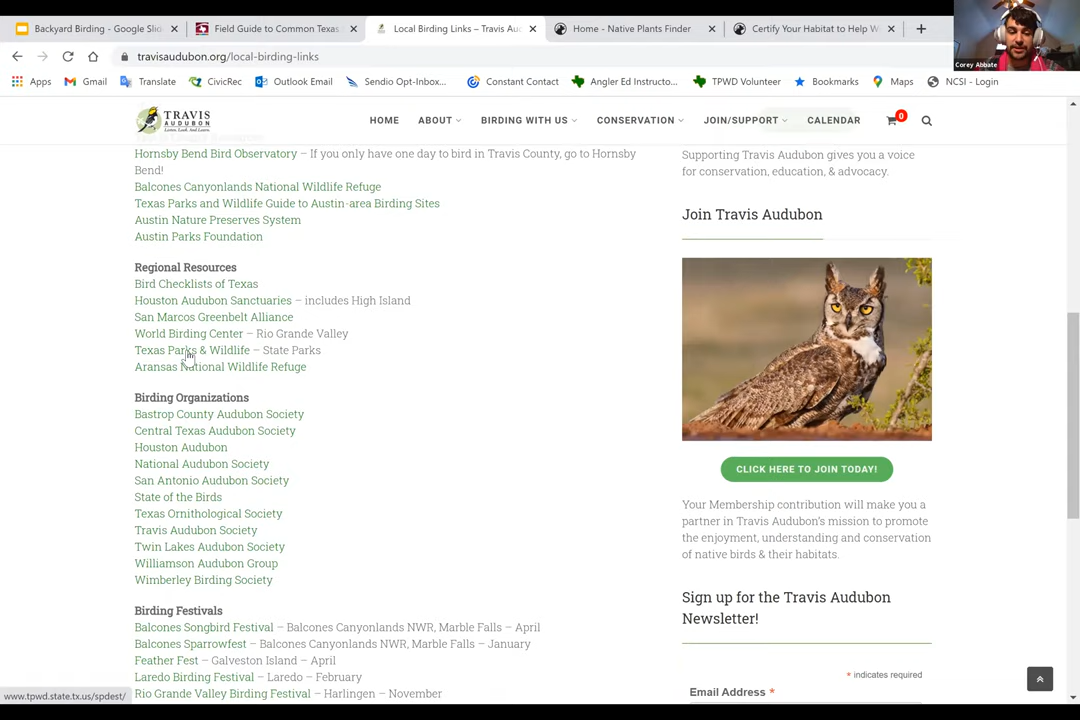 Backyard Birding - Google Slid
Field Guide to Common Texas
Local Birding Links – Travis Aud
Home - Native Plants Finder
Certify Your Habitat to Help W
travisaudubon.org/local-birding-links
Apps
Gmail
Translate
CivicRec
Outlook Email
Sendio Opt-Inbox...
Constant Contact
Angler Ed Instructo...
TPWD Volunteer
Bookmarks
Maps
NCSI - Login
Corey Abbate
TRAVIS
AUDUBON
Listen. Look. And Learn.
HOME
ABOUT
BIRDING WITH US
CONSERVATION
JOIN/SUPPORT
CALENDAR
0
Hornsby Bend Bird Observatory – If you only have one day to bird in Travis County, go to Hornsby
Bend!
Balcones Canyonlands National Wildlife Refuge
Texas Parks and Wildlife Guide to Austin-area Birding Sites
Austin Nature Preserves System
Austin Parks Foundation
Regional Resources
Bird Checklists of Texas
Houston Audubon Sanctuaries – includes High Island
San Marcos Greenbelt Alliance
World Birding Center – Rio Grande Valley
Texas Parks & Wildlife – State Parks
Aransas National Wildlife Refuge
Birding Organizations
Bastrop County Audubon Society
Central Texas Audubon Society
Houston Audubon
National Audubon Society
San Antonio Audubon Society
State of the Birds
Texas Ornithological Society
Travis Audubon Society
Twin Lakes Audubon Society
Williamson Audubon Group
Wimberley Birding Society
Birding Festivals
Balcones Songbird Festival – Balcones Canyonlands NWR, Marble Falls – April
Balcones Sparrowfest – Balcones Canyonlands NWR, Marble Falls – January
Feather Fest – Galveston Island – April
Laredo Birding Festival – Laredo – February
Rio Grande Valley Birding Festival – Harlingen – November
Supporting Travis Audubon gives you a voice
for conservation, education, & advocacy.
Join Travis Audubon
CLICK HERE TO JOIN TODAY!
Your Membership contribution will make you a
partner in Travis Audubon's mission to promote
the enjoyment, understanding and conservation
of native birds & their habitats.
Sign up for the Travis Audubon
Newsletter!
* indicates required
Email Address *
www.tpwd.state.tx.us/spdest/